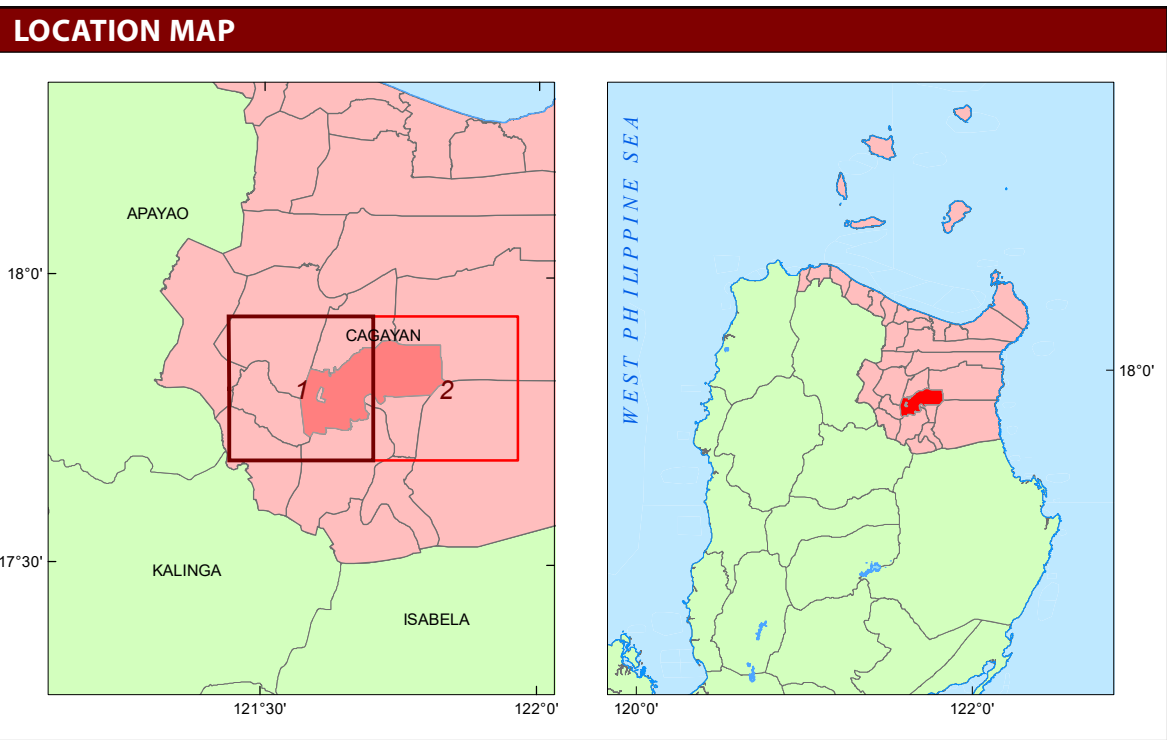 LOCATION MAP
APAYAO
18°0'
CAGAYAN
1
2
17°30'
KALINGA
ISABELA
121°30'
122°0'
WEST PHILIPPINE SEA
18°0'
120°0'
122°0'